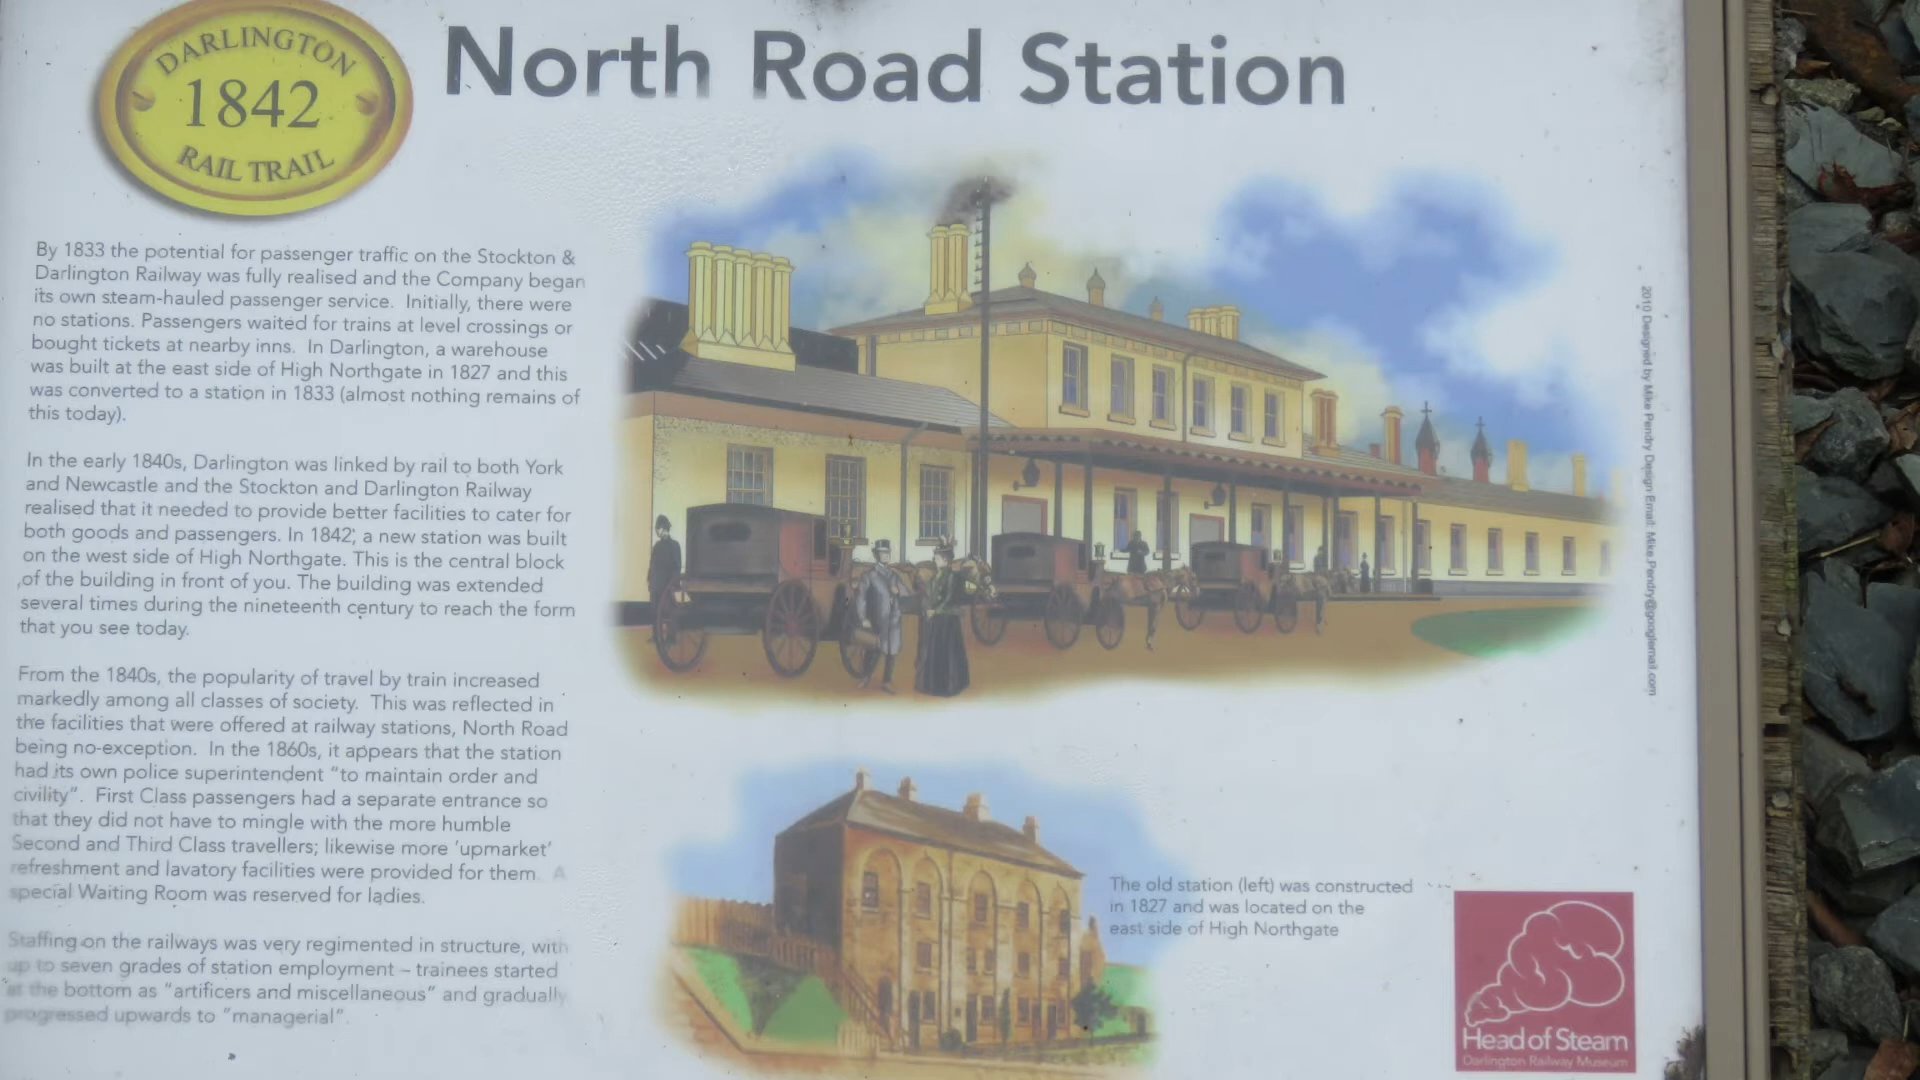 DARLINGTON
1842
RAIL TRAIL
North Road Station
By 1833 the potential for passenger traffic on the Stockton &
Darlington Railway was fully realised and the Company began
its own steam-hauled passenger service. Initially, there were
no stations. Passengers waited for trains at level crossings or
bought tickets at nearby inns. In Darlington, a warehouse
was built at the east side of High Northgate in 1827 and this
was converted to a station in 1833 (almost nothing remains of
this today).
In the early 1840s, Darlington was linked by rail to both York
and Newcastle and the Stockton and Darlington Railway
realised that it needed to provide better facilities to cater for
both goods and passengers. In 1842, a new station was built
on the west side of High Northgate. This is the central block
of the building in front of you. The building was extended
several times during the nineteenth century to reach the form
that you see today.
From the 1840s, the popularity of travel by train increased
markedly among all classes of society. This was reflected in
the facilities that were offered at railway stations, North Road
being no exception. In the 1860s, it appears that the station
had its own police superintendent "to maintain order and
civility". First Class passengers had a separate entrance so
that they did not have to mingle with the more humble
Second and Third Class travellers; likewise more 'upmarket'
refreshment and lavatory facilities were provided for them. A
special Waiting Room was reserved for ladies.
Staffing on the railways was very regimented in structure, with
up to seven grades of station employment – trainees started
at the bottom as "artificers and miscellaneous" and gradually
progressed upwards to "managerial".
The old station (left) was constructed
in 1827 and was located on the
east side of High Northgate
2010 Designed by Mike Pendry Design Email: Mike.Pendry@googlemail.com
Head of Steam
Darlington Railway Museum